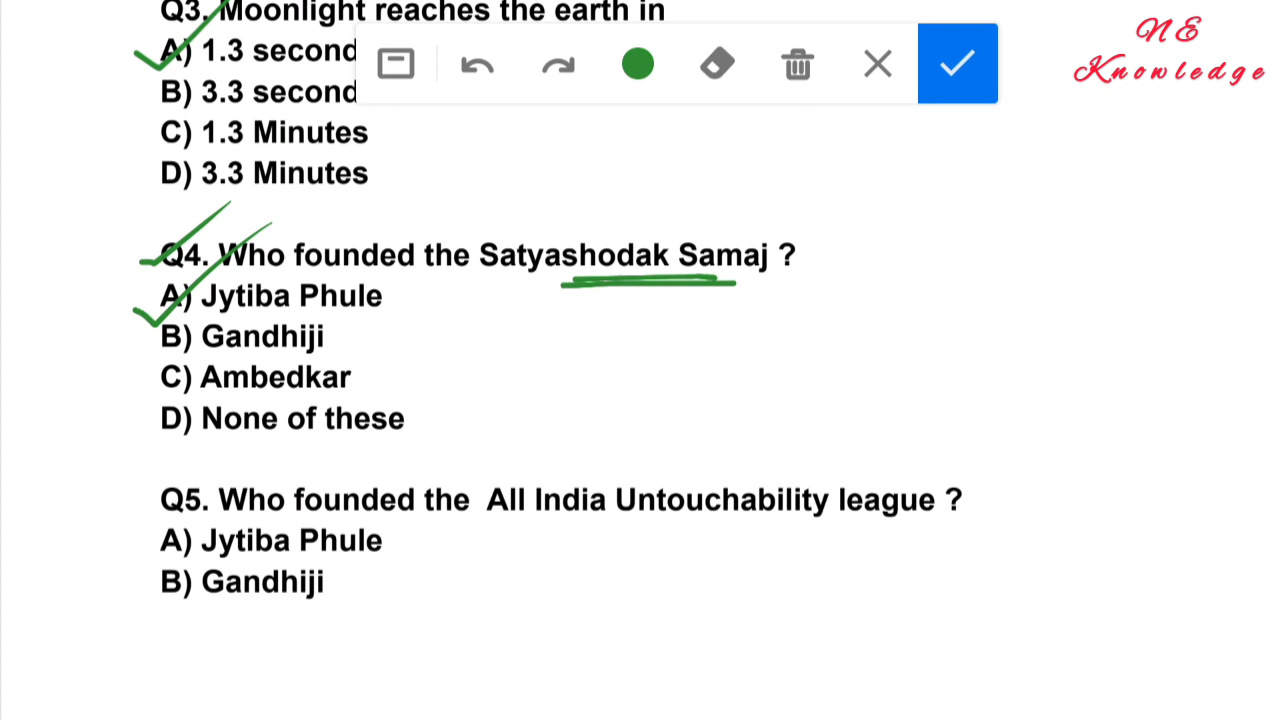 Q3. Moonlight reaches the earth in
A) 1.3 second
B) 3.3 second
C) 1.3 Minutes
D) 3.3 Minutes
Q4. Who founded the Satyashodak Samaj ?
A) Jytiba Phule
B) Gandhiji
C) Ambedkar
D) None of these
Q5. Who founded the All India Untouchability league ?
A) Jytiba Phule
B) Gandhiji
NE
Knowledge